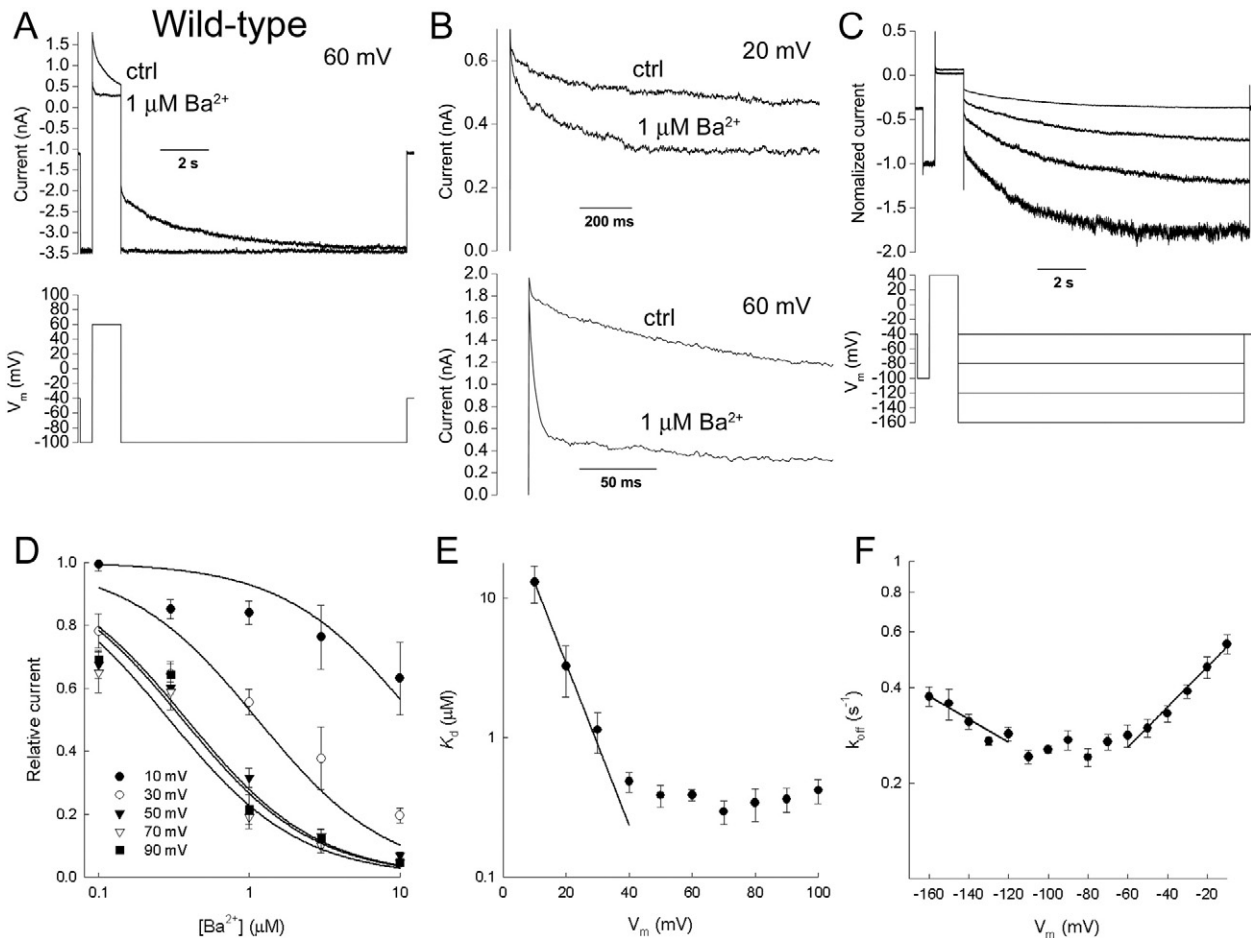 A
Wild-type
60 mV
ctrl
1 μM Ba²⁺
2 s
Current (nA)
1.5
1.0
0.5
0.0
-0.5
-1.0
-1.5
-2.0
-2.5
-3.0
-3.5
Vm (mV)
100
80
60
40
20
0
-20
-40
-60
-80
-100
B
20 mV
ctrl
1 μM Ba²⁺
200 ms
Current (nA)
0.6
0.4
0.2
0.0
60 mV
ctrl
1 μM Ba²⁺
50 ms
Current (nA)
2.0
1.8
1.6
1.4
1.2
1.0
0.8
0.6
0.4
0.2
0.0
C
Normalized current
0.5
0.0
-0.5
-1.0
-1.5
-2.0
2 s
Vm (mV)
40
20
0
-20
-40
-60
-80
-100
-120
-140
-160
D
Relative current
1.0
0.8
0.6
0.4
0.2
0.0
10 mV
30 mV
50 mV
70 mV
90 mV
0.1 1 10
[Ba²⁺] (μM)
E
Kd (μM)
10
1
0.1
0 20 40 60 80 100
Vm (mV)
F
koff (s⁻¹)
1
0.8
0.6
0.4
0.2
-160 -140 -120 -100 -80 -60 -40 -20
Vm (mV)